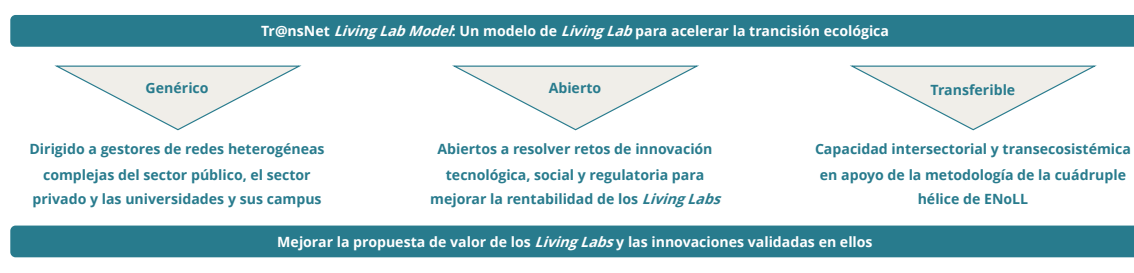 Tr@nsNet Living Lab Model: Un modelo de Living Lab para acelerar la trancisión ecológica
Genérico
Dirigido a gestores de redes heterogéneas
complejas del sector público, el sector
privado y las universidades y sus campus
Abierto
Abiertos a resolver retos de innovación
tecnológica, social y regulatoria para
mejorar la rentabilidad de los Living Labs
Transferible
Capacidad intersectorial y transecosistémica
en apoyo de la metodología de la cuádruple
hélice de ENoLL
Mejorar la propuesta de valor de los Living Labs y las innovaciones validadas en ellos